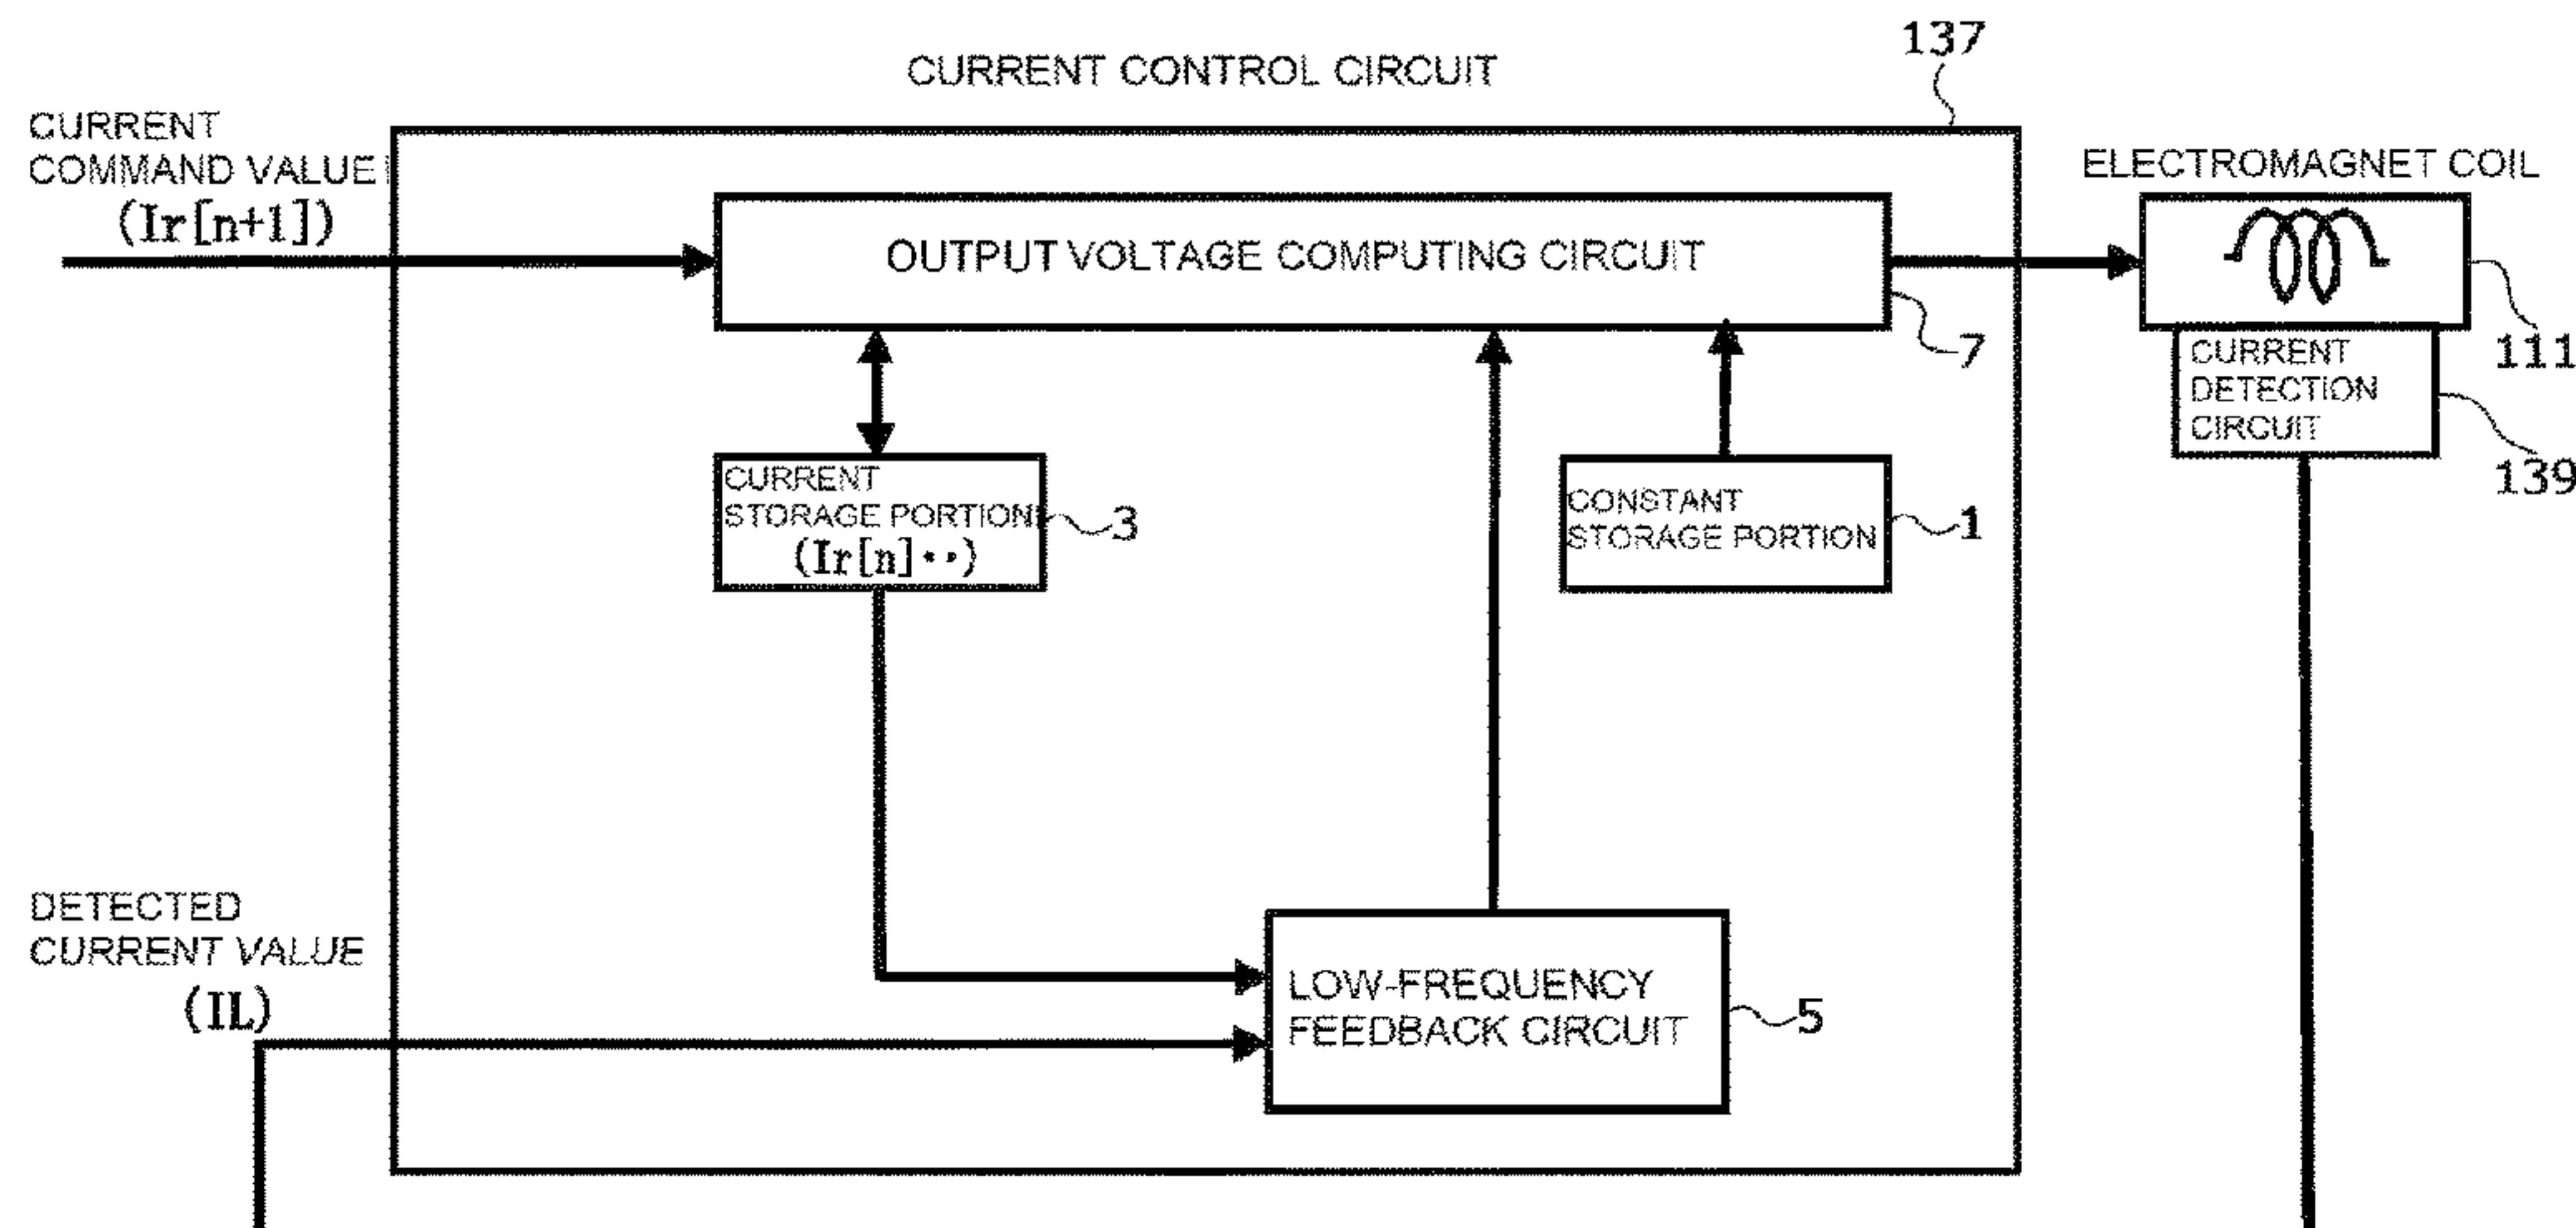 137
CURRENT CONTROL CIRCUIT
CURRENT
COMMAND VALUE
(Ir[n+1])
ELECTROMAGNET COIL
OUTPUT VOLTAGE COMPUTING CIRCUIT
7
111
CURRENT
DETECTION
CIRCUIT
139
CURRENT
STORAGE PORTION
(Ir[n]··)
3
CONSTANT
STORAGE PORTION
1
DETECTED
CURRENT VALUE
(IL)
LOW-FREQUENCY
FEEDBACK CIRCUIT
5